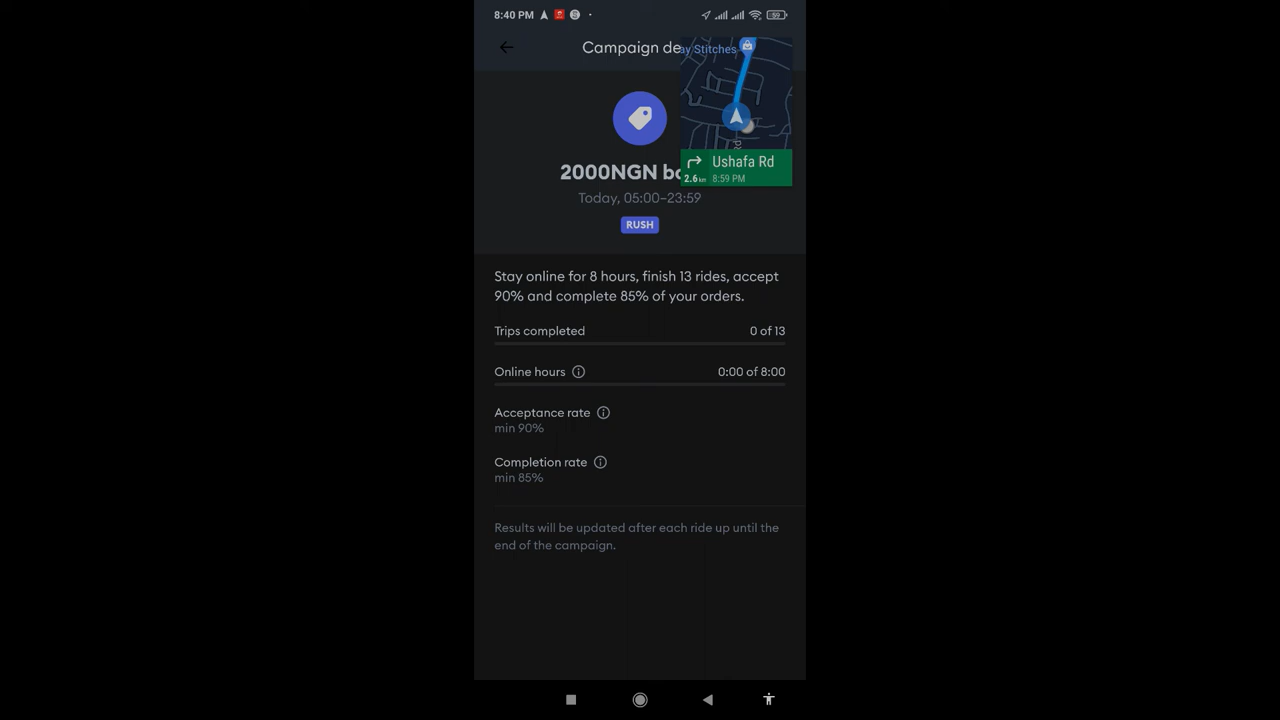 8:40 PM
59
Campaign de
ay Stitches
Rd
Ushafa Rd
2.6 km 8:59 PM
2000NGN bo
Today, 05:00–23:59
RUSH
Stay online for 8 hours, finish 13 rides, accept
90% and complete 85% of your orders.
Trips completed 0 of 13
Online hours 0:00 of 8:00
Acceptance rate
min 90%
Completion rate
min 85%
Results will be updated after each ride up until the
end of the campaign.